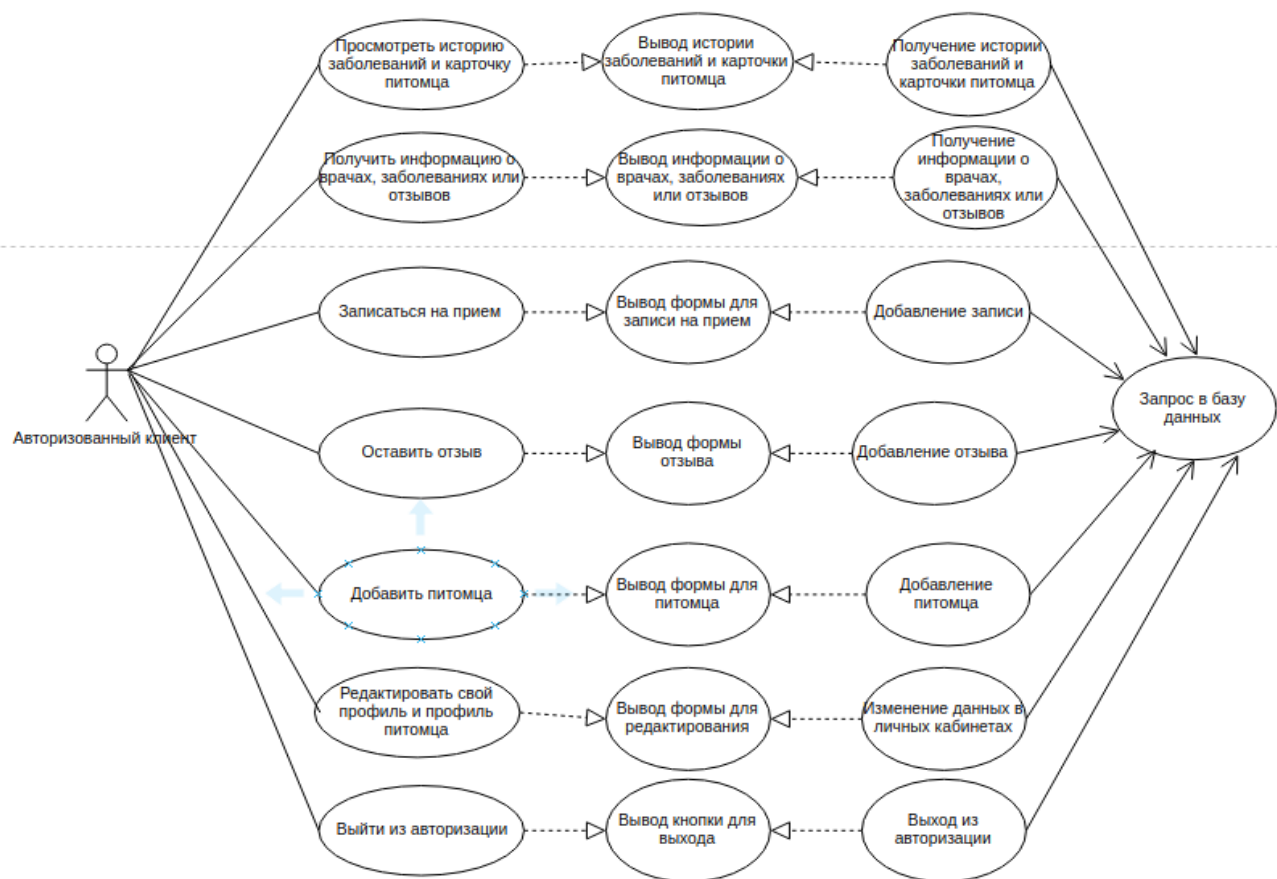 Просмотреть историю
заболеваний и карточку
питомца
Вывод истории
заболеваний и карточки
питомца
Получение истории
заболеваний и
карточки питомца
Получить информацию о
врачах, заболеваниях или
отзывов
Вывод информации о
врачах, заболеваниях
или отзывов
Получение
информации о
врачах,
заболеваниях или
отзывов
Записаться на прием
Вывод формы для
записи на прием
Добавление записи
Авторизованный клиент
Запрос в базу
данных
Оставить отзыв
Вывод формы
отзыва
Добавление отзыва
Добавить питомца
Вывод формы для
питомца
Добавление
питомца
Редактировать свой
профиль и профиль
питомца
Вывод формы для
редактирования
Изменение данных в
личных кабинетах
Выйти из авторизации
Вывод кнопки для
выхода
Выход из
авторизации